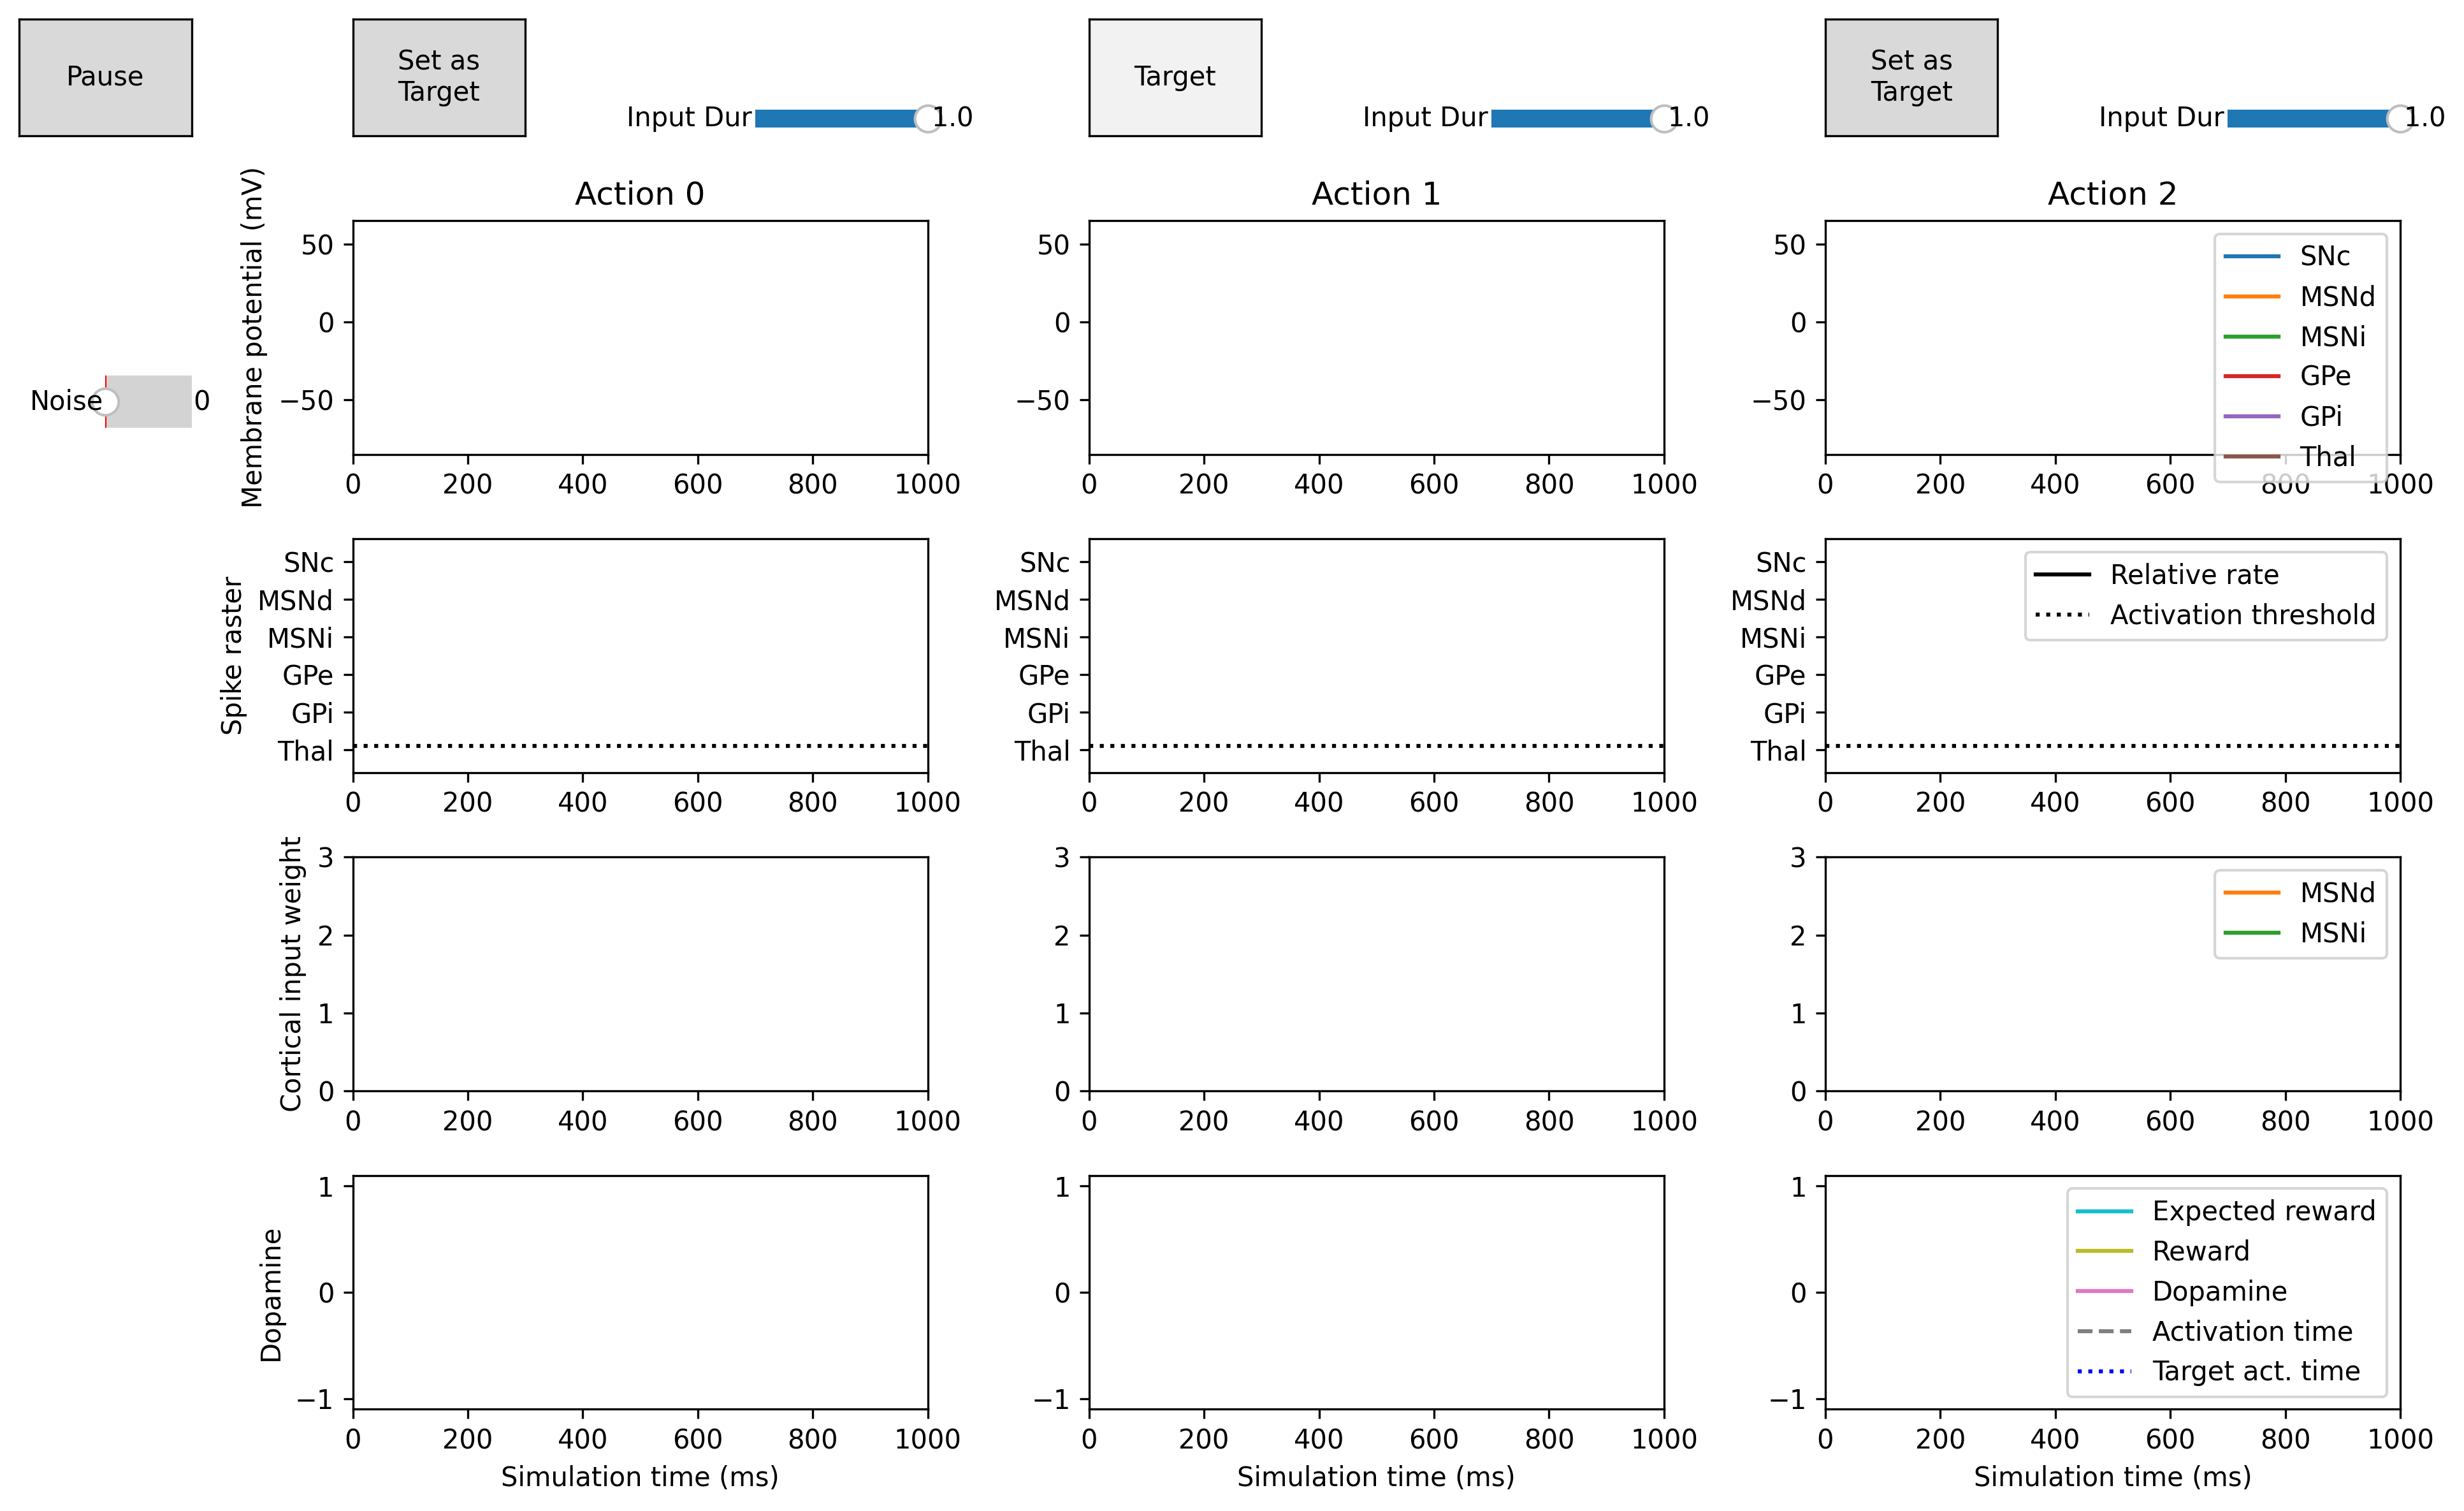 Pause
Set as
Target
Input Dur 1.0
Target
Input Dur 1.0
Set as
Target
Input Dur 1.0
Noise 0
Action 0
Action 1
Action 2
Membrane potential (mV)
50
0
−50
0 200 400 600 800 1000
50
0
−50
0 200 400 600 800 1000
50
0
−50
0 200 400 600 800 1000
SNc
MSNd
MSNi
GPe
GPi
Thal
Spike raster
SNc
MSNd
MSNi
GPe
GPi
Thal
0 200 400 600 800 1000
SNc
MSNd
MSNi
GPe
GPi
Thal
0 200 400 600 800 1000
SNc
MSNd
MSNi
GPe
GPi
Thal
0 200 400 600 800 1000
Relative rate
Activation threshold
Cortical input weight
3
2
1
0
0 200 400 600 800 1000
3
2
1
0
0 200 400 600 800 1000
3
2
1
0
0 200 400 600 800 1000
MSNd
MSNi
Dopamine
1
0
−1
0 200 400 600 800 1000
Simulation time (ms)
1
0
−1
0 200 400 600 800 1000
Simulation time (ms)
1
0
−1
0 200 400 600 800 1000
Simulation time (ms)
Expected reward
Reward
Dopamine
Activation time
Target act. time